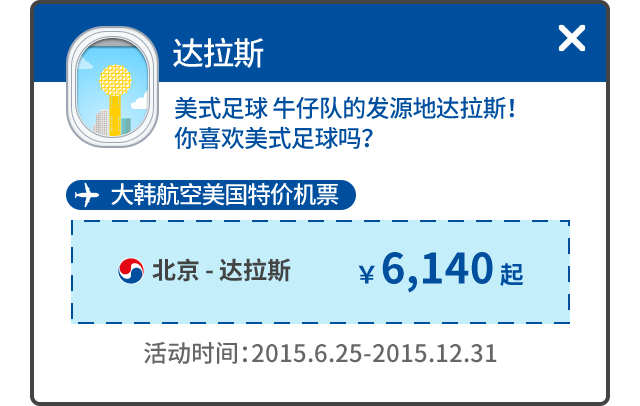 达拉斯
美式足球 牛仔队的发源地达拉斯！
你喜欢美式足球吗？
大韩航空美国特价机票
北京 - 达拉斯 ￥6,140 起
活动时间：2015.6.25-2015.12.31